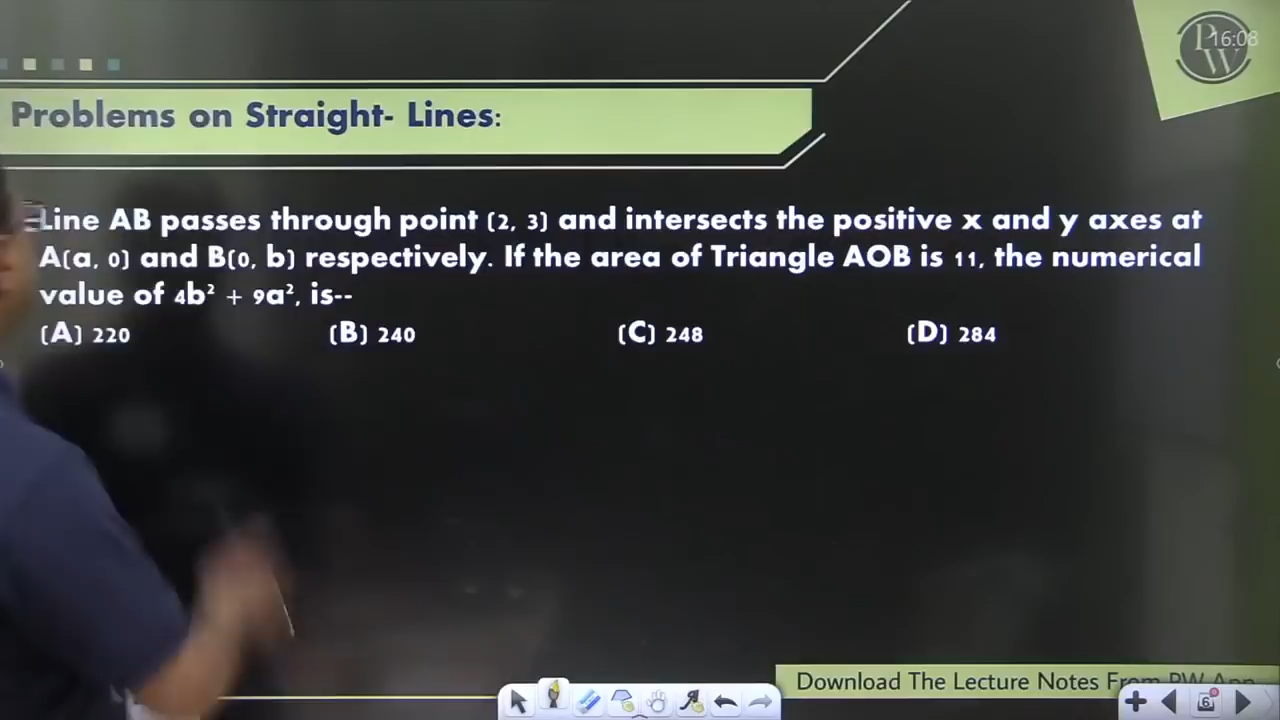 PW
16:08
Problems on Straight- Lines:
Line AB passes through point (2, 3) and intersects the positive x and y axes at
A(a, 0) and B(0, b) respectively. If the area of Triangle AOB is 11, the numerical
value of 4b² + 9a², is--
(A) 220 (B) 240 (C) 248 (D) 284
Download The Lecture Notes From PW App
6